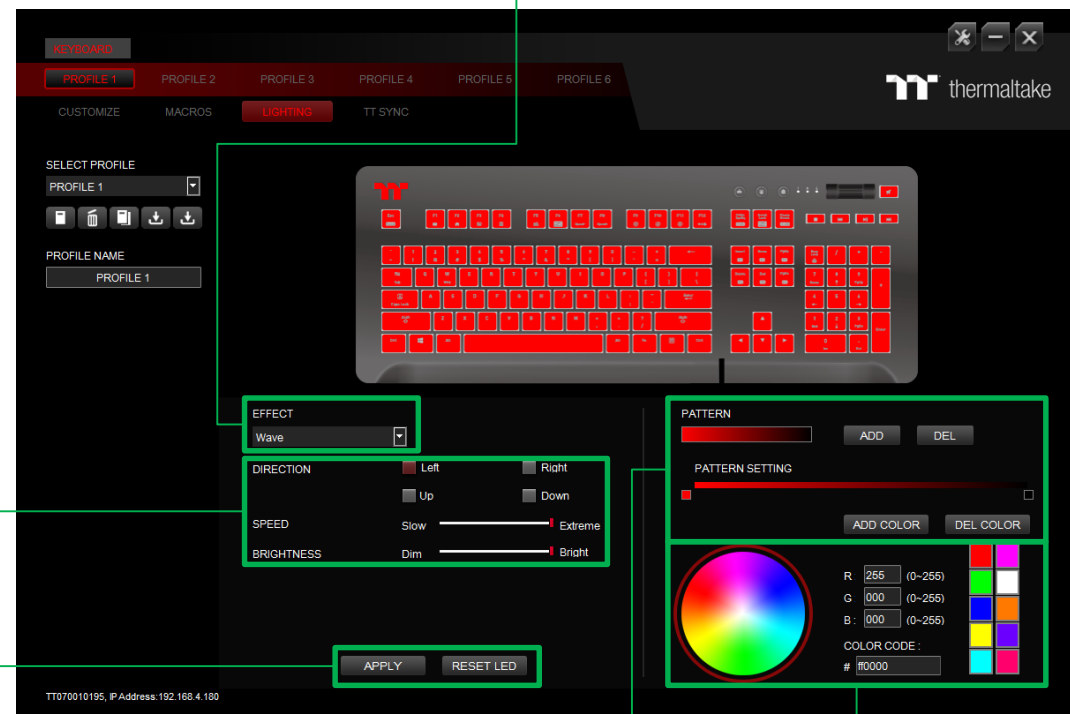 KEYBOARD
PROFILE 1 PROFILE 2 PROFILE 3 PROFILE 4 PROFILE 5 PROFILE 6
thermaltake
CUSTOMIZE MACROS LIGHTING TT SYNC
SELECT PROFILE
PROFILE 1
PROFILE NAME
PROFILE 1
EFFECT
Wave
DIRECTION Left Right
Up Down
SPEED Slow Extreme
BRIGHTNESS Dim Bright
APPLY RESET LED
PATTERN
ADD DEL
PATTERN SETTING
ADD COLOR DEL COLOR
R 255 (0~255)
G 000 (0~255)
B: 000 (0~255)
COLOR CODE :
# ff0000
TT070010195, IP Address:192.168.4.180